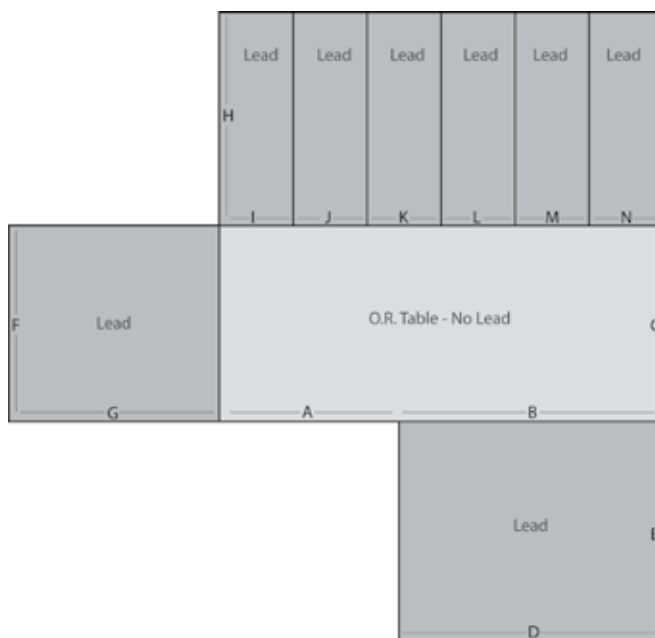 Lead Lead Lead Lead Lead Lead
H
I J K L M N
F Lead O.R. Table - No Lead
G A B
Lead
D